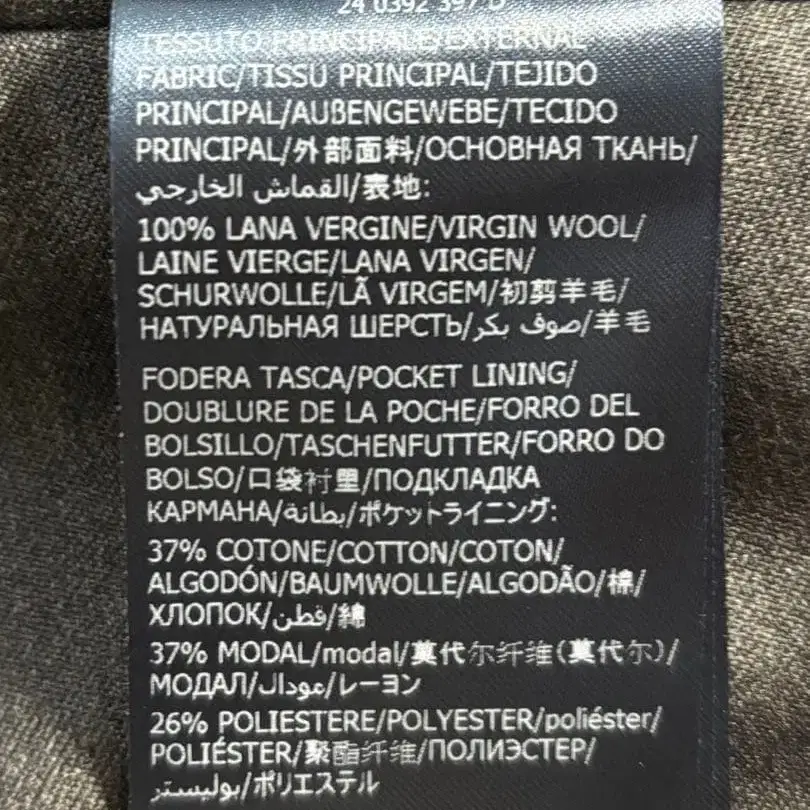 24 0392 397 D
TESSUTO PRINCIPALE/EXTERNAL
FABRIC/TISSU PRINCIPAL/TEJIDO
PRINCIPAL/AUßENGEWEBE/TECIDO
PRINCIPAL/外部面料/ОСНОВНАЯ ТКАНЬ/
القماش الخارجي/表地:
100% LANA VERGINE/VIRGIN WOOL/
LAINE VIERGE/LANA VIRGEN/
SCHURWOLLE/LÃ VIRGEM/初剪羊毛/
НАТУРАЛЬНАЯ ШЕРСТЬ/صوف بكر/羊毛
FODERA TASCA/POCKET LINING/
DOUBLURE DE LA POCHE/FORRO DEL
BOLSILLO/TASCHENFUTTER/FORRO DO
BOLSO/口袋衬里/ПОДКЛАДКА
КАРМАНА/بطانة/ポケットライニング:
37% COTONE/COTTON/COTON/
ALGODÓN/BAUMWOLLE/ALGODÃO/棉/
ХЛОПОК/قطن/綿
37% MODAL/modal/莫代尔纤维(莫代尔)/
МОДАЛ/مودال/レーヨン
26% POLIESTERE/POLYESTER/poliéster/
POLIÉSTER/聚酯纤维/ПОЛИЭСТЕР/
بوليستر/ポリエステル